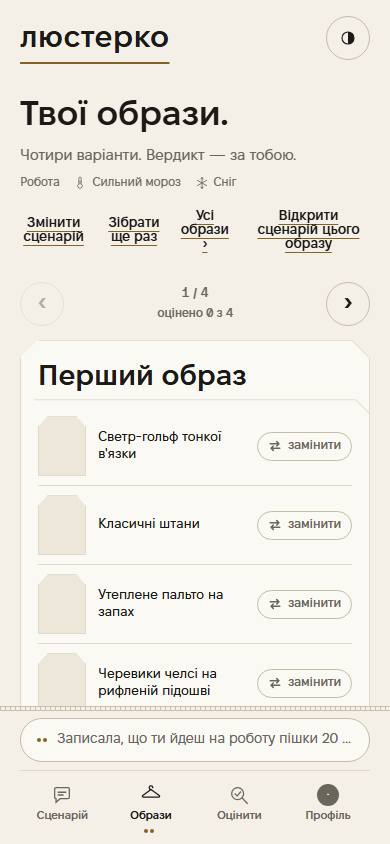 люстерко
Твої образи.
Чотири варіанти. Вердикт — за тобою.
Робота Сильний мороз Сніг
Змінити
сценарій
Зібрати
ще раз
Усі
образи
›
Відкрити
сценарій цього
образу
‹
1 / 4
оцінено 0 з 4
›
Перший образ
Светр-гольф тонкої
в'язки
замінити
Класичні штани
замінити
Утеплене пальто на
запах
замінити
Черевики челсі на
рифленій підошві
замінити
Записала, що ти йдеш на роботу пішки 20 ...
Сценарій Образи Оцінити Профіль